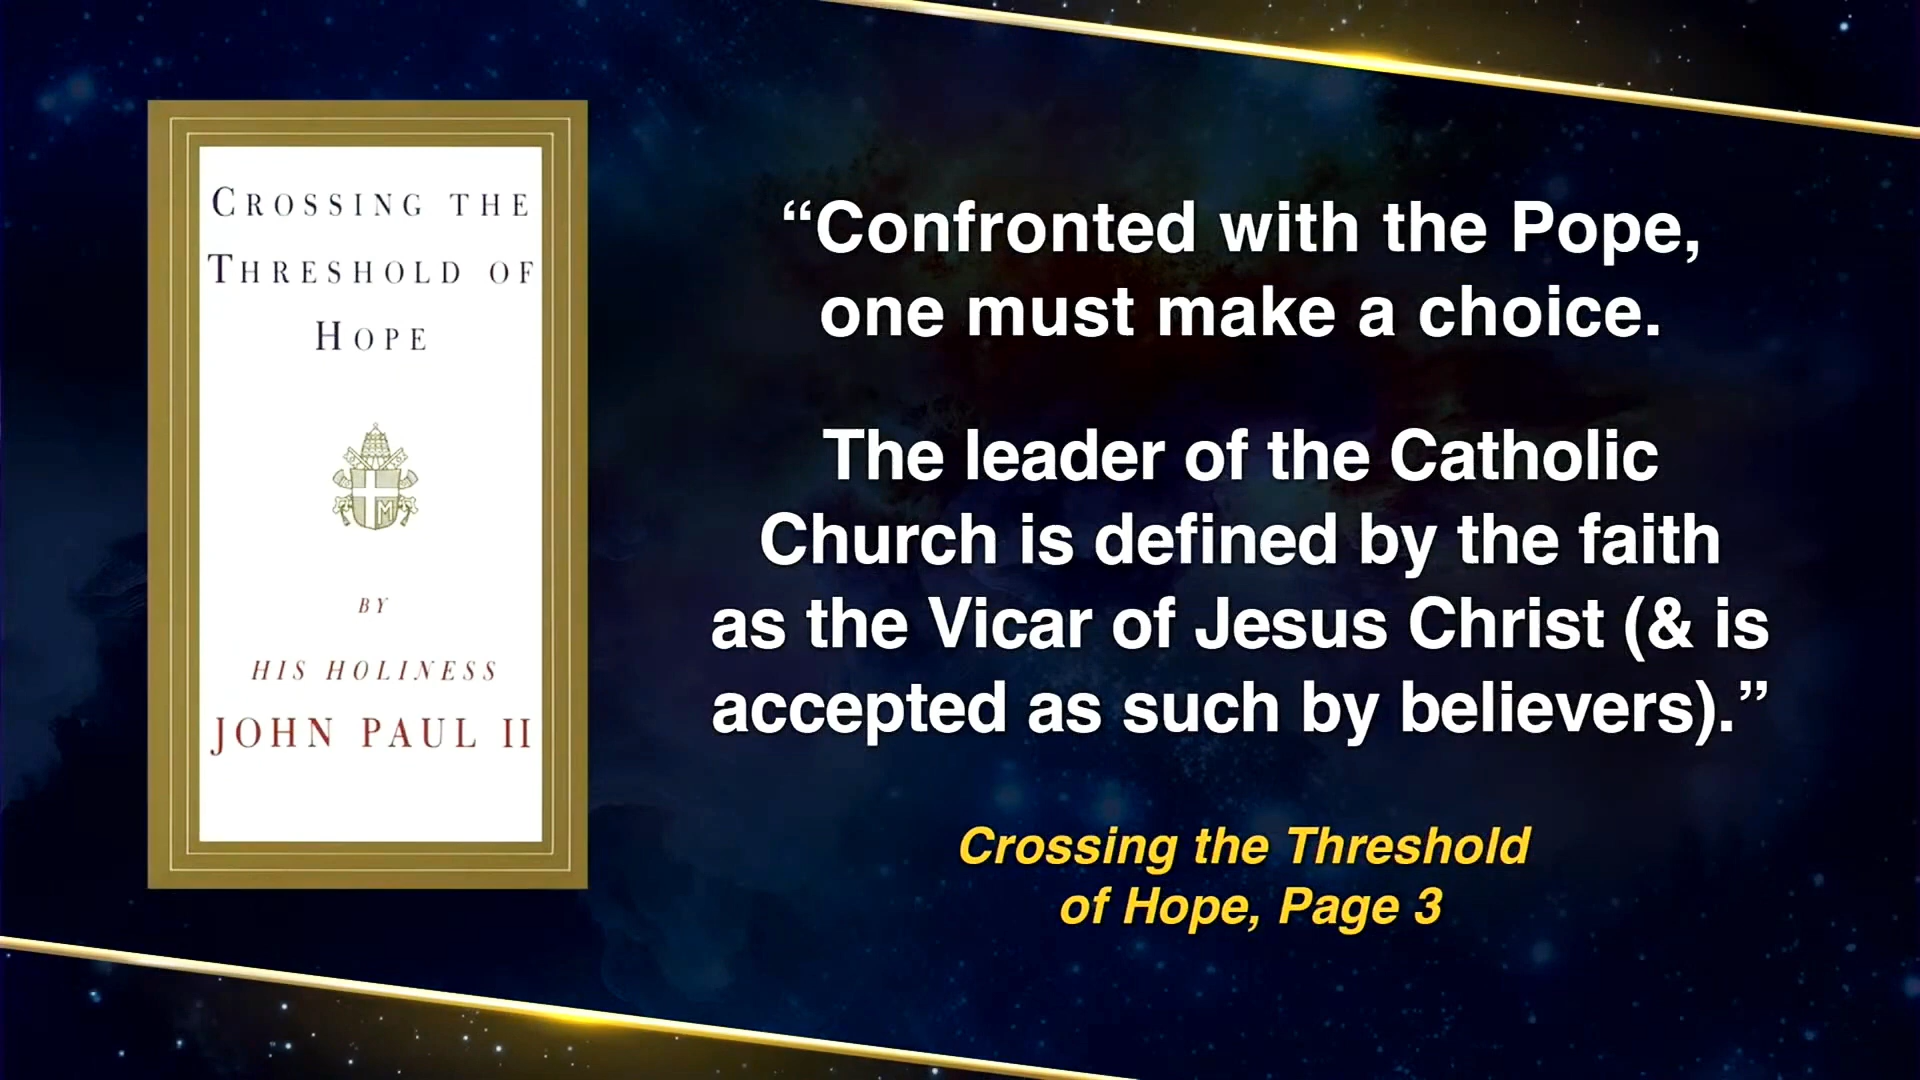 CROSSING THE
THRESHOLD OF
HOPE
M
BY
HIS HOLINESS
JOHN PAUL II
“Confronted with the Pope,
one must make a choice.
The leader of the Catholic
Church is defined by the faith
as the Vicar of Jesus Christ (& is
accepted as such by believers).”
Crossing the Threshold
of Hope, Page 3